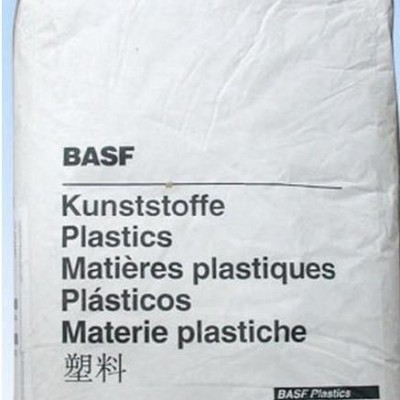 BASF
Kunststoffe
Plastics
Matières plastiques
Plásticos
Materie plastiche
塑料
BASF Plastics